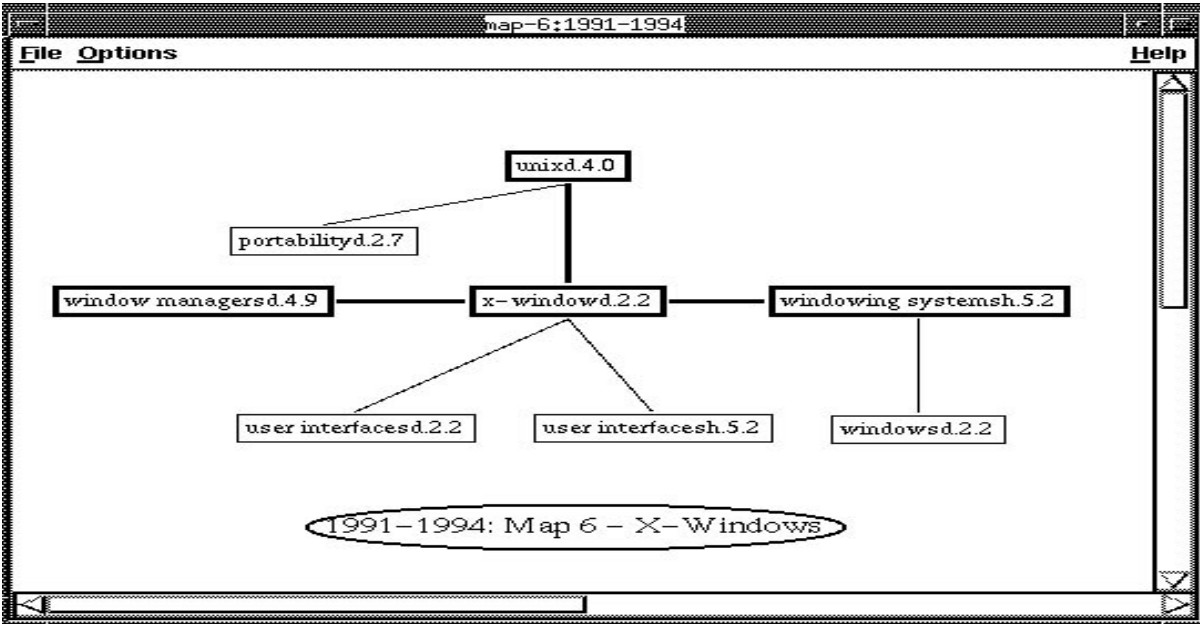 map-6:1991-1994
File Options Help
unixd.4.0
portabilityd.2.7
window managersd.4.9
x-windowd.2.2
windowing systemsh.5.2
user interfacesd.2.2
user interfacesh.5.2
windowsd.2.2
1991-1994: Map 6 - X-Windows